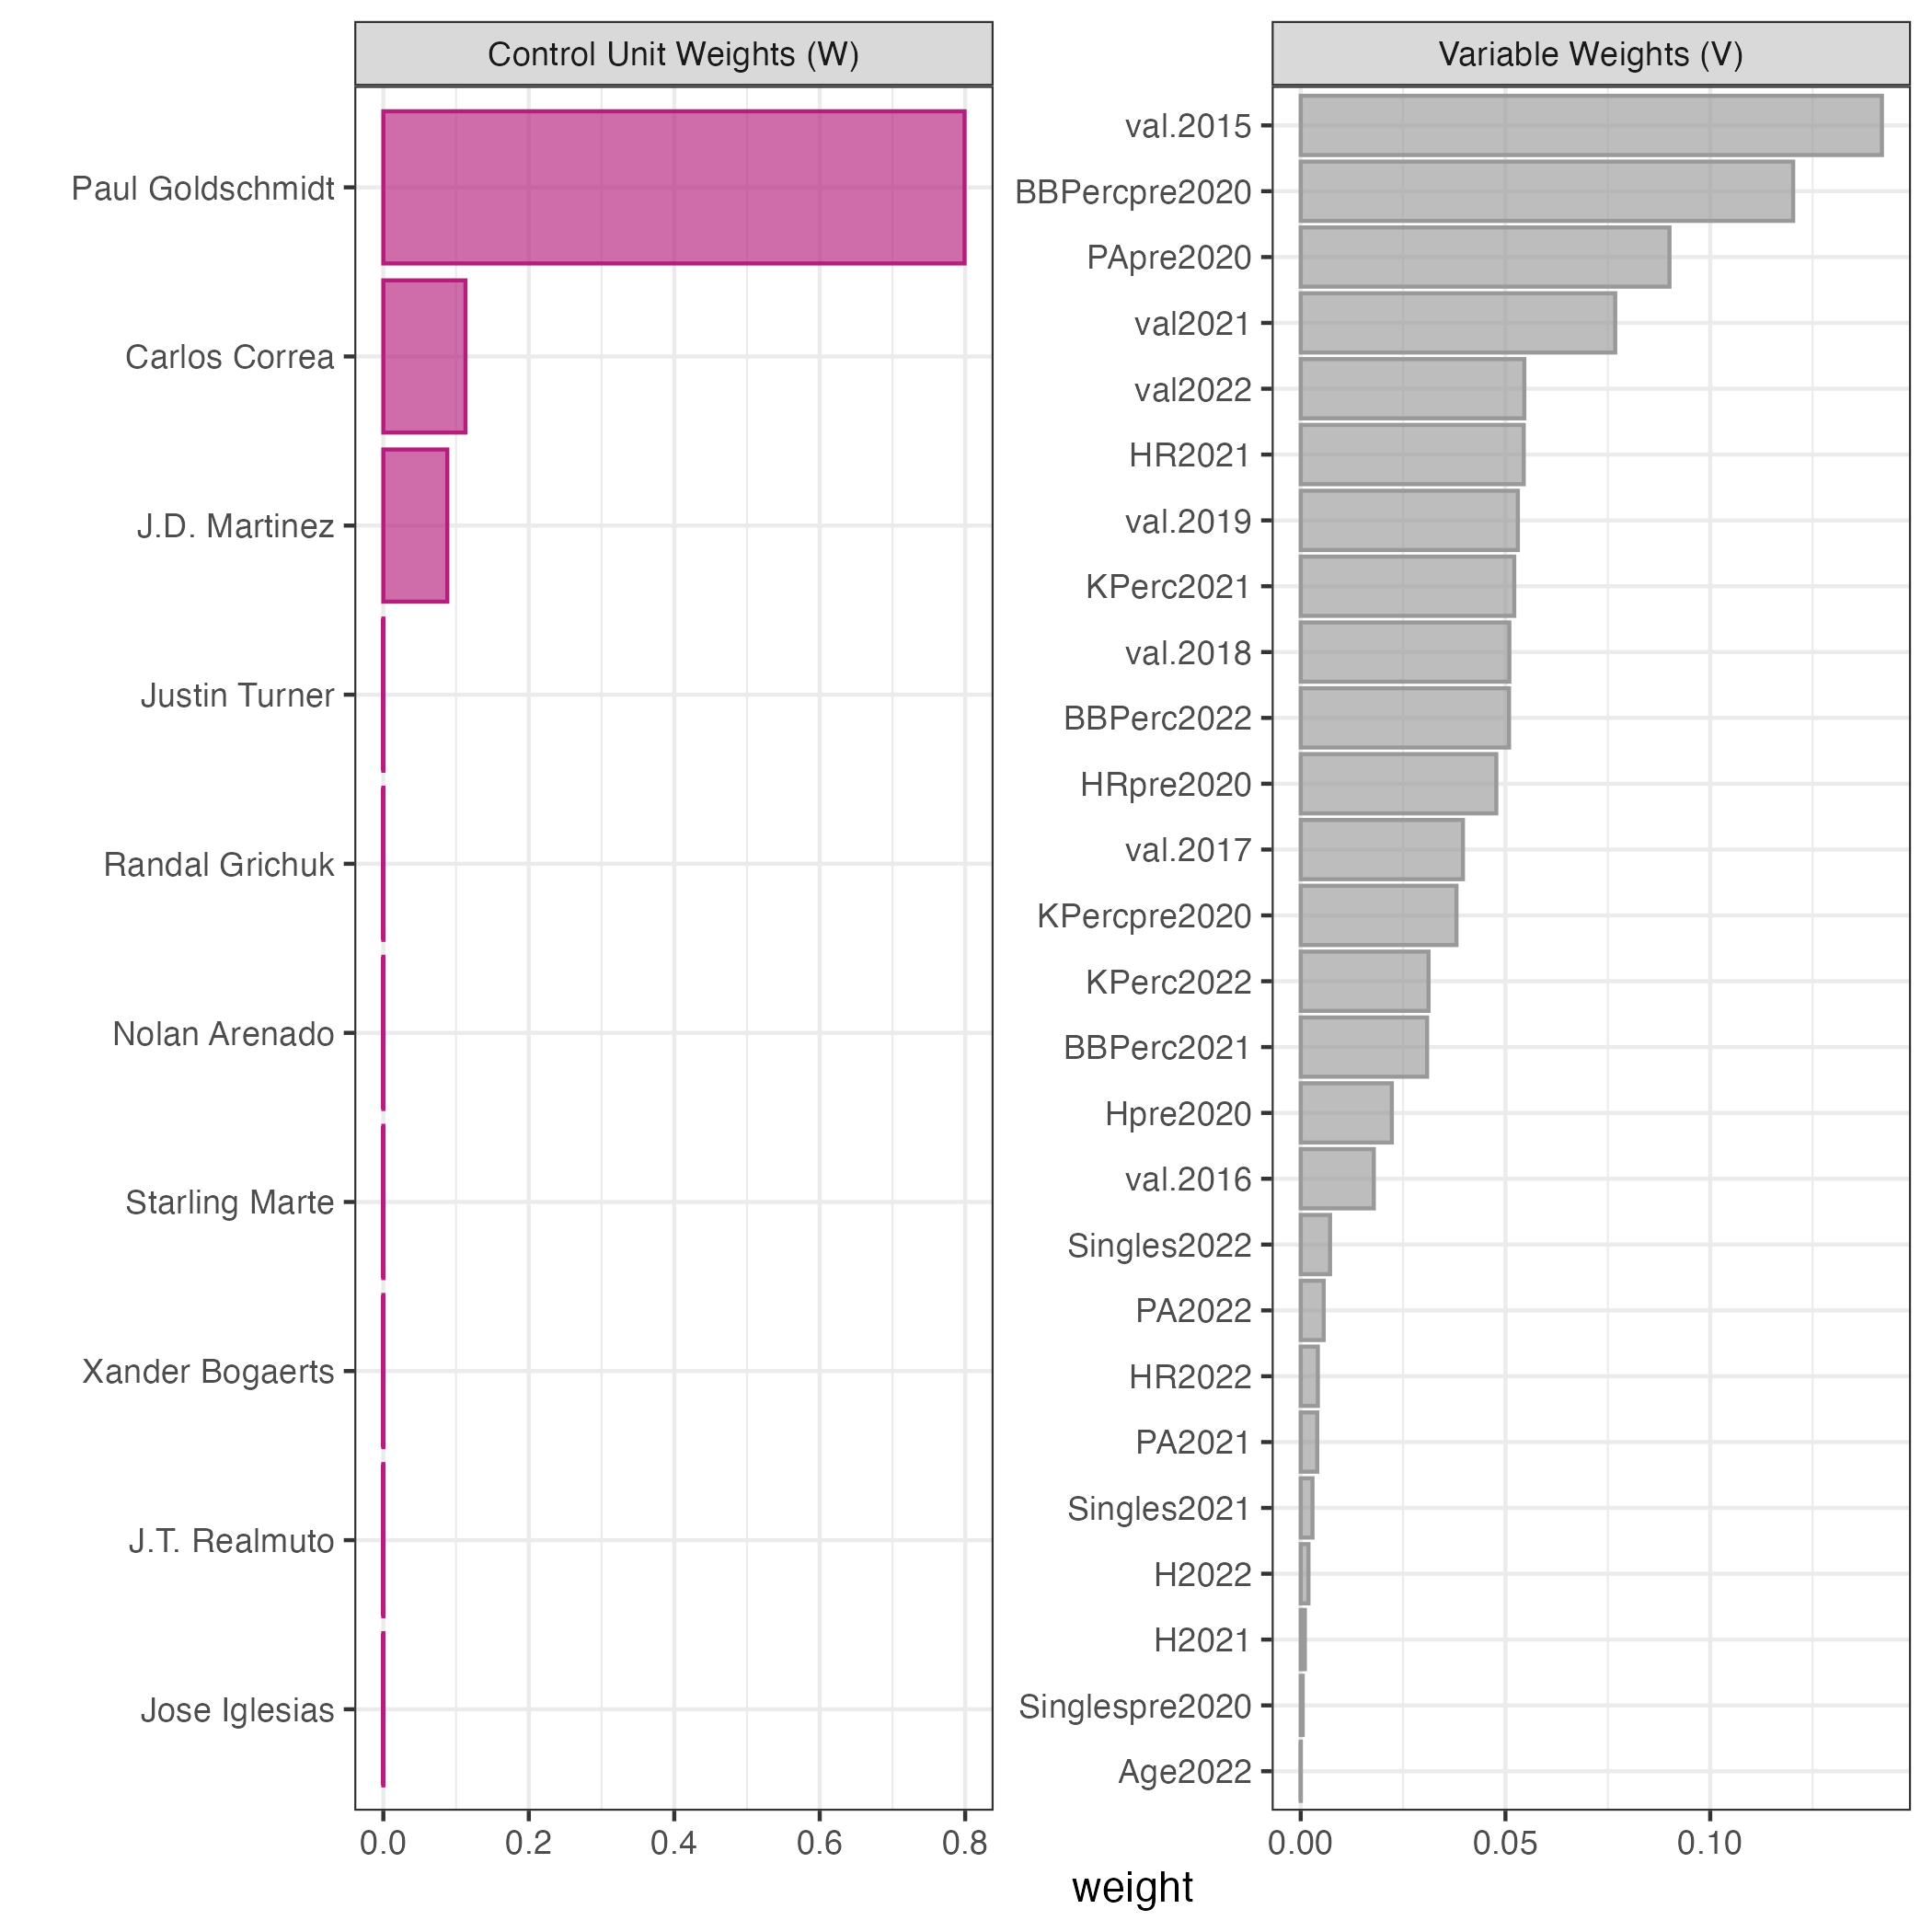 Control Unit Weights (W)
Paul Goldschmidt
Carlos Correa
J.D. Martinez
Justin Turner
Randal Grichuk
Nolan Arenado
Starling Marte
Xander Bogaerts
J.T. Realmuto
Jose Iglesias
0.0 0.2 0.4 0.6 0.8
Variable Weights (V)
val.2015
BBPercpre2020
PApre2020
val2021
val2022
HR2021
val.2019
KPerc2021
val.2018
BBPerc2022
HRpre2020
val.2017
KPercpre2020
KPerc2022
BBPerc2021
Hpre2020
val.2016
Singles2022
PA2022
HR2022
PA2021
Singles2021
H2022
H2021
Singlespre2020
Age2022
0.00 0.05 0.10
weight